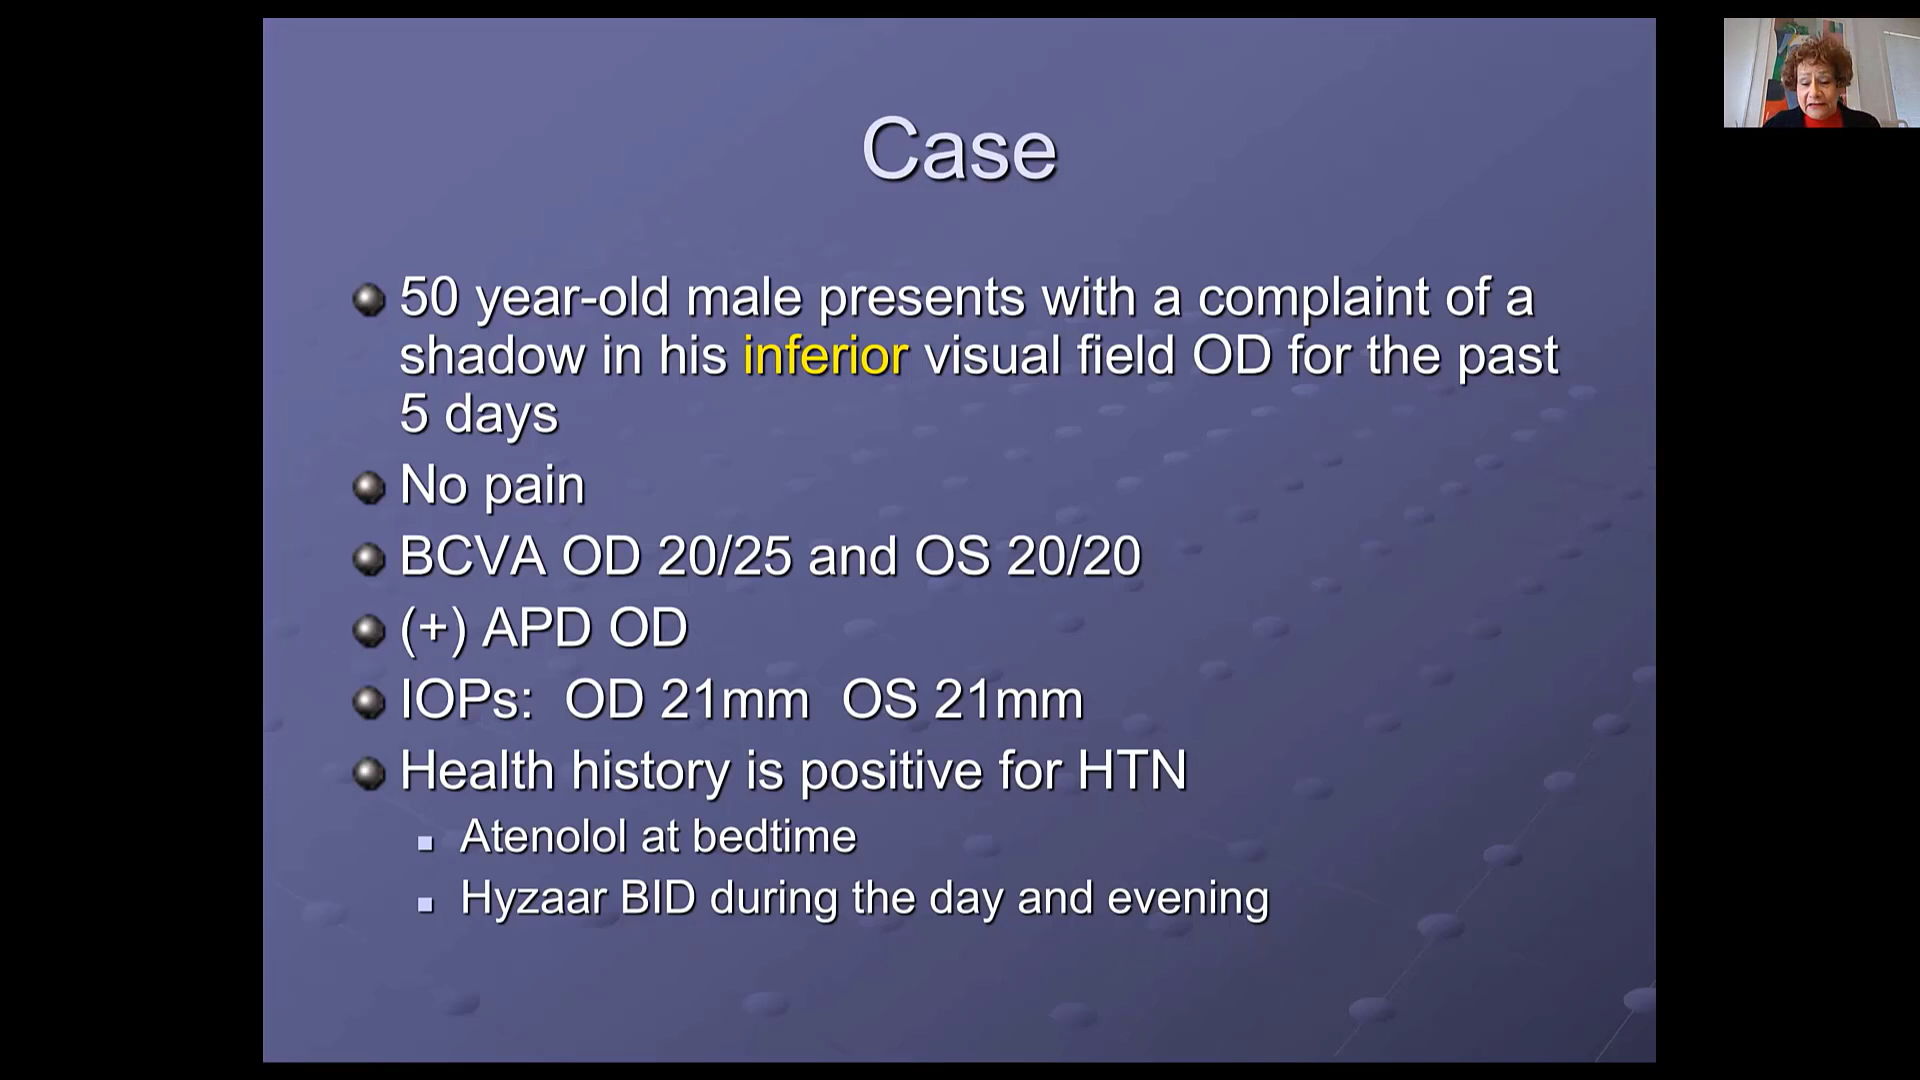 Case
50 year-old male presents with a complaint of a
shadow in his inferior visual field OD for the past
5 days
No pain
BCVA OD 20/25 and OS 20/20
(+) APD OD
IOPs:  OD 21mm  OS 21mm
Health history is positive for HTN
Atenolol at bedtime
Hyzaar BID during the day and evening